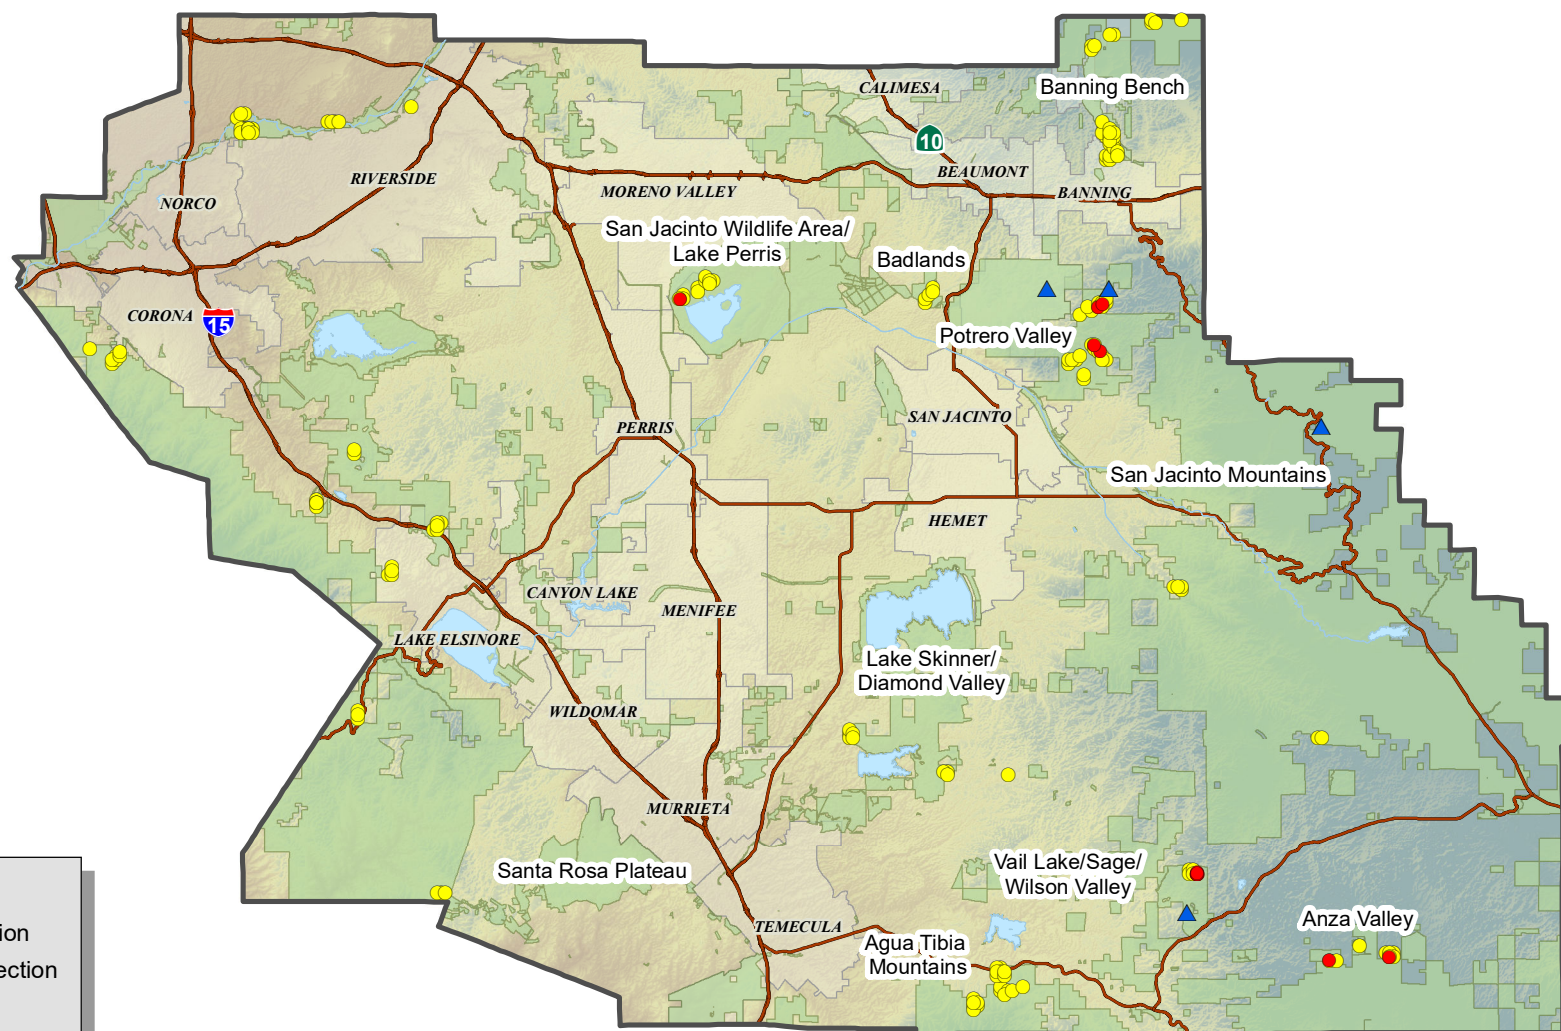 Banning Bench
CALIMESA
10
BEAUMONT
BANNING
RIVERSIDE
MORENO VALLEY
NORCO
San Jacinto Wildlife Area/
Lake Perris
Badlands
CORONA
15
Potrero Valley
SAN JACINTO
PERRIS
San Jacinto Mountains
HEMET
CANYON LAKE
MENIFEE
LAKE ELSINORE
Lake Skinner/
Diamond Valley
WILDOMAR
MURRIETA
Santa Rosa Plateau
Vail Lake/Sage/
Wilson Valley
Anza Valley
TEMECULA
Agua Tibia
Mountains